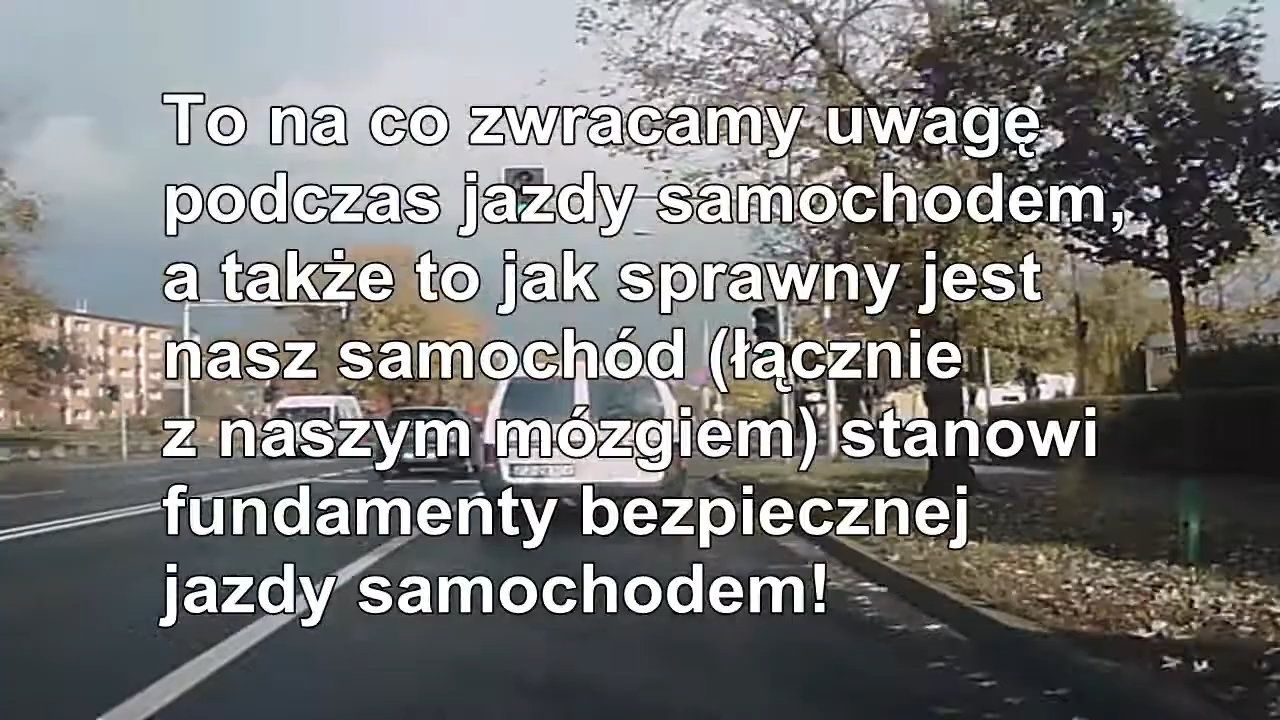 To na co zwracamy uwagę
podczas jazdy samochodem,
a także to jak sprawny jest
nasz samochód (łącznie
z naszym mózgiem) stanowi
fundamenty bezpiecznej
jazdy samochodem!